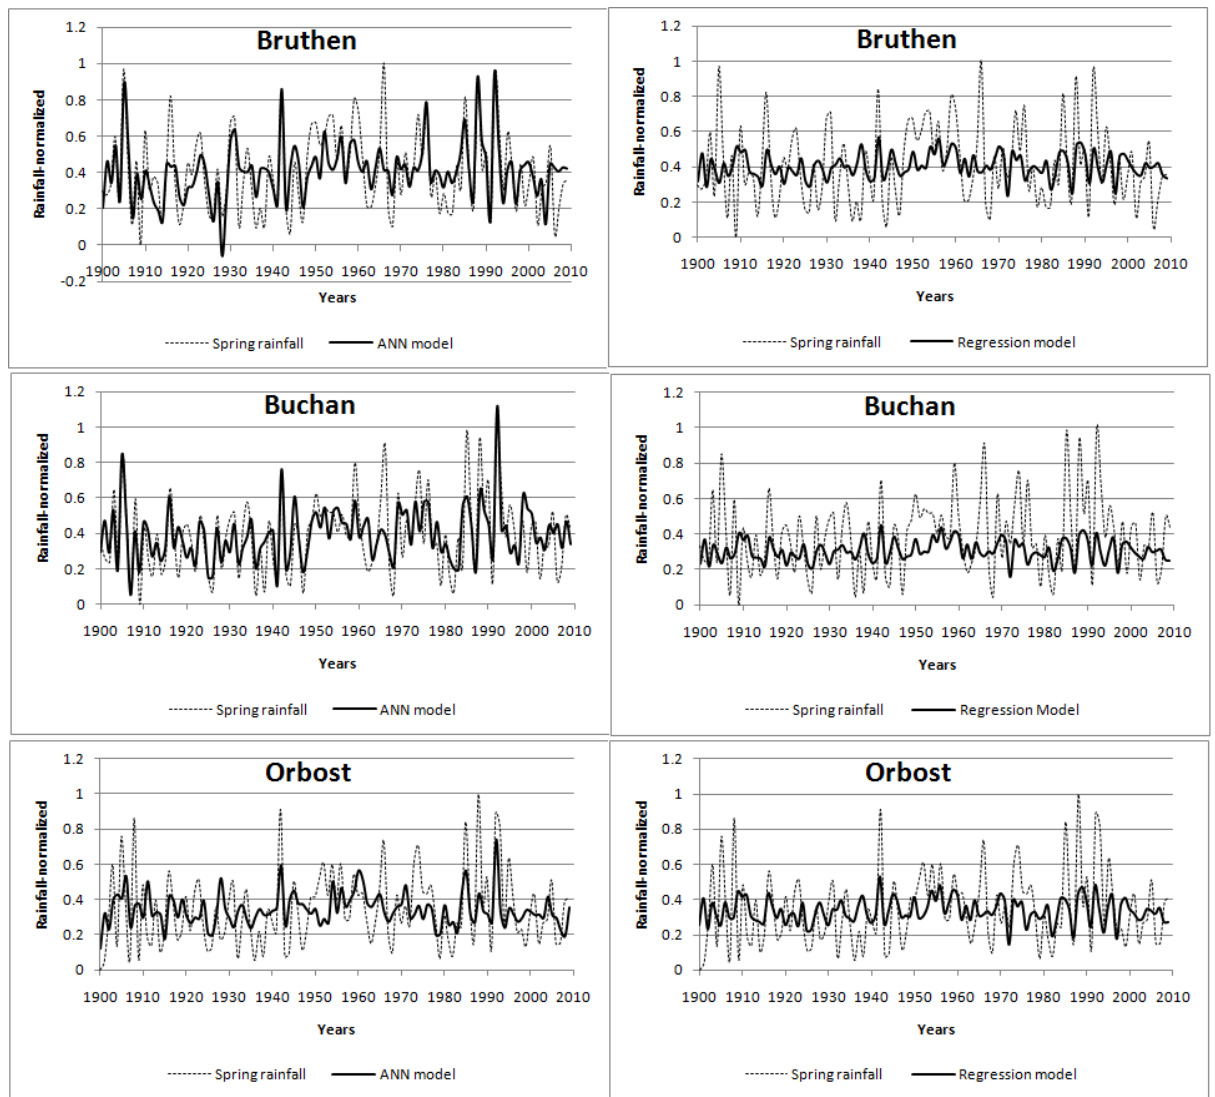 Bruthen
Rainfall-normalized
1.2
1
0.8
0.6
0.4
0.2
0
-0.2
1900 1910 1920 1930 1940 1950 1960 1970 1980 1990 2000 2010
Years
Spring rainfall ANN model
Bruthen
Rainfall-normalized
1.2
1
0.8
0.6
0.4
0.2
0
1900 1910 1920 1930 1940 1950 1960 1970 1980 1990 2000 2010
Years
Spring rainfall Regression model
Buchan
Rainfall-normalized
1.2
1
0.8
0.6
0.4
0.2
0
1900 1910 1920 1930 1940 1950 1960 1970 1980 1990 2000 2010
Years
Spring rainfall ANN model
Buchan
Rainfall-normalized
1.2
1
0.8
0.6
0.4
0.2
0
1900 1910 1920 1930 1940 1950 1960 1970 1980 1990 2000 2010
Years
Spring rainfall Regression Model
Orbost
Rainfall-normalized
1.2
1
0.8
0.6
0.4
0.2
0
1900 1910 1920 1930 1940 1950 1960 1970 1980 1990 2000 2010
Years
Spring rainfall ANN model
Orbost
Rainfall-normalized
1.2
1
0.8
0.6
0.4
0.2
0
1900 1910 1920 1930 1940 1950 1960 1970 1980 1990 2000 2010
Years
Spring rainfall Regression model